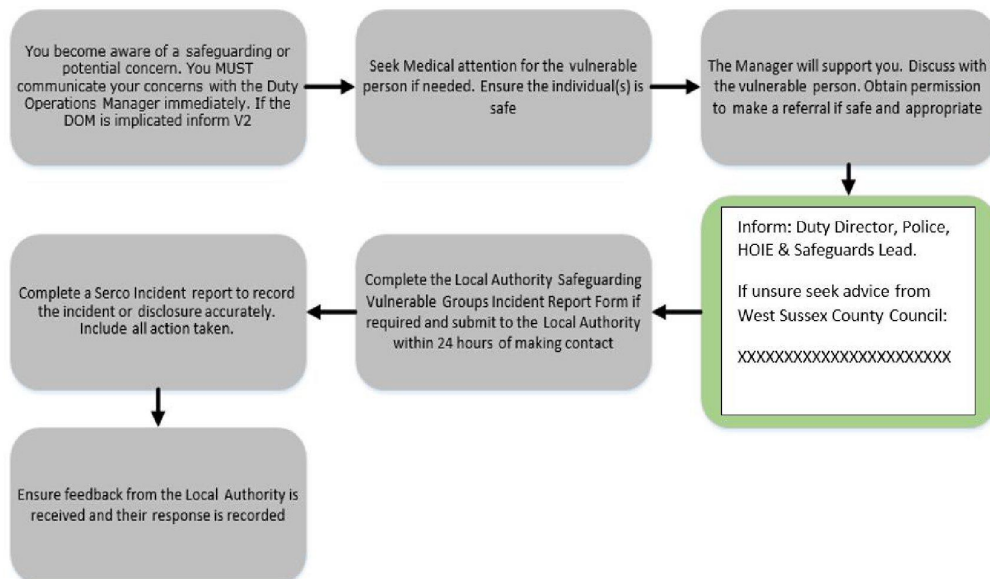 You become aware of a safeguarding or
potential concern. You MUST
communicate your concerns with the Duty
Operations Manager immediately. If the
DOM is implicated inform V2
Seek Medical attention for the vulnerable
person if needed. Ensure the individual(s) is
safe
The Manager will support you. Discuss with
the vulnerable person. Obtain permission
to make a referral if safe and appropriate
Inform: Duty Director, Police,
HOIE & Safeguards Lead.
If unsure seek advice from
West Sussex County Council:
XXXXXXXXXXXXXXXXXXXXXXX
Complete the Local Authority Safeguarding
Vulnerable Groups Incident Report Form if
required and submit to the Local Authority
within 24 hours of making contact
Complete a Serco Incident report to record
the incident or disclosure accurately.
Include all action taken.
Ensure feedback from the Local Authority is
received and their response is recorded